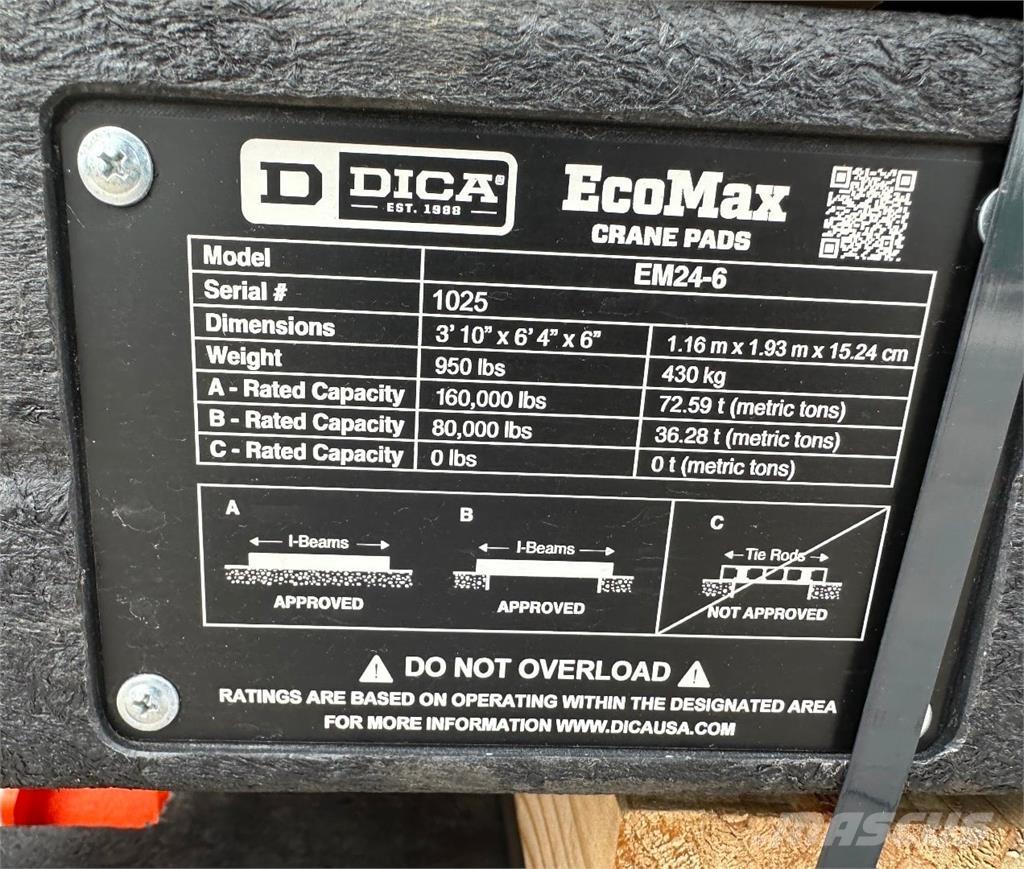 D DICA®
EST. 1988
EcoMax
CRANE PADS
Model EM24-6
Serial # 1025
Dimensions 3' 10" x 6' 4" x 6" 1.16 m x 1.93 m x 15.24 cm
Weight 950 lbs 430 kg
A - Rated Capacity 160,000 lbs 72.59 t (metric tons)
B - Rated Capacity 80,000 lbs 36.28 t (metric tons)
C - Rated Capacity 0 lbs 0 t (metric tons)
A B C
I-Beams I-Beams Tie Rods
APPROVED APPROVED NOT APPROVED
DO NOT OVERLOAD
RATINGS ARE BASED ON OPERATING WITHIN THE DESIGNATED AREA
FOR MORE INFORMATION WWW.DICAUSA.COM
MASCUS